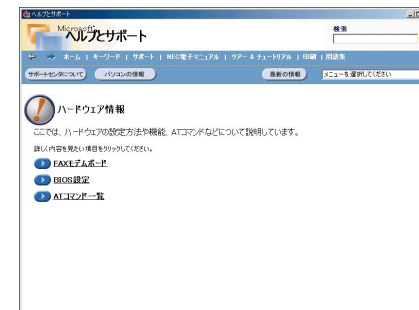 ヘルプとサポート
Microsoft
ヘルプとサポート
検索
ホーム | キーワード | サポート | NEC電子マニュアル | ツアー & チュートリアル | 印刷 | 用語集
サポートセンタについて
パソコンの情報
最新の情報
メニューを選択してください
ハードウェア情報
ここでは、ハードウェアの設定方法や機能、ATコマンドなどについて説明しています。
詳しく内容を見たい項目をクリックしてください。
FAXモデムボード
BIOS設定
ATコマンド一覧